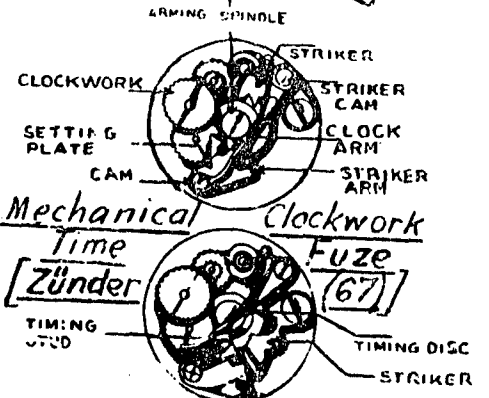 ARMING SPINDLE
STRIKER
CLOCKWORK
STRIKER CAM
SETTING PLATE
CLOCK ARM
CAM
STRIKER ARM
Mechanical Clockwork
Time Fuze
[Zünder (67)]
TIMING STUD
TIMING DISC
STRIKER